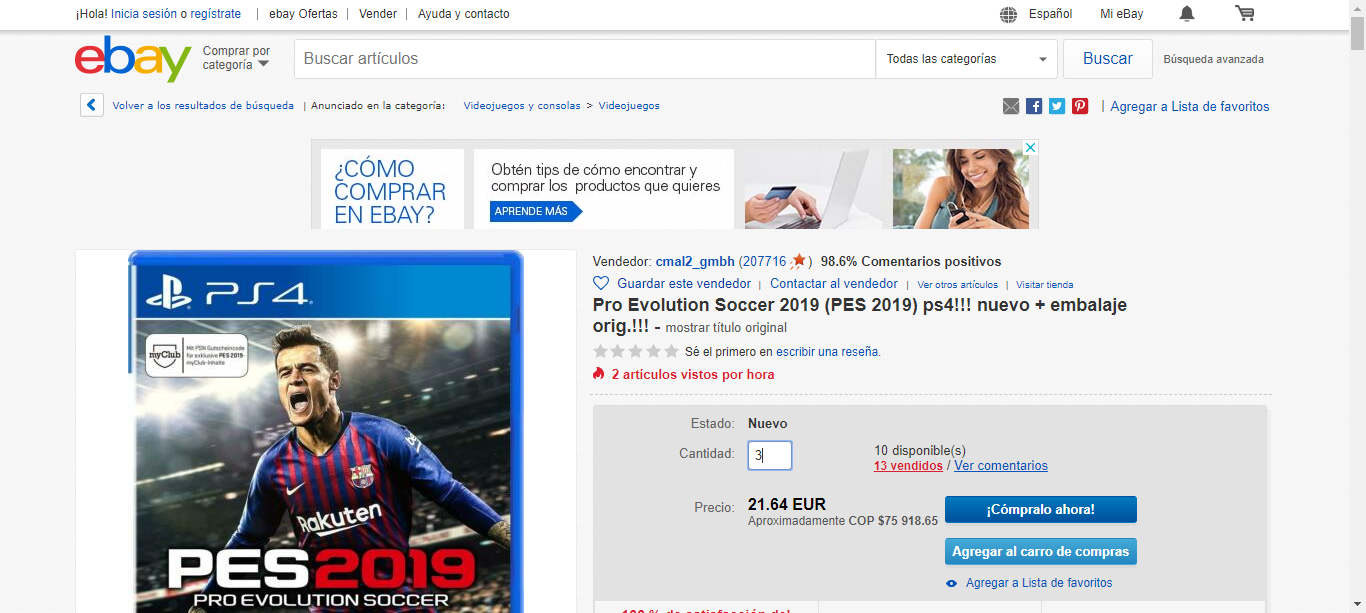 ¡Hola! Inicia sesión o regístrate | ebay Ofertas | Vender | Ayuda y contacto Español Mi eBay
ebay Comprar por categoría Buscar artículos Todas las categorías Buscar Búsqueda avanzada
Volver a los resultados de búsqueda | Anunciado en la categoría: Videojuegos y consolas > Videojuegos | Agregar a Lista de favoritos
¿CÓMO
COMPRAR
EN EBAY?
Obtén tips de cómo encontrar y
comprar los productos que quieres
APRENDE MÁS
PS4
myClub
Mit PSN Gutscheincode
für exklusive PES 2019
myClub-Inhalte
Rakuten
PES2019
PRO EVOLUTION SOCCER
Vendedor: cmal2_gmbh (207716 ) 98.6% Comentarios positivos
Guardar este vendedor | Contactar al vendedor | Ver otros artículos | Visitar tienda
Pro Evolution Soccer 2019 (PES 2019) ps4!!! nuevo + embalaje
orig.!!! - mostrar título original
Sé el primero en escribir una reseña.
2 artículos vistos por hora
Estado: Nuevo
Cantidad: 3
10 disponible(s)
13 vendidos / Ver comentarios
Precio: 21.64 EUR
Aproximadamente COP $75 918.65
¡Cómpralo ahora!
Agregar al carro de compras
Agregar a Lista de favoritos